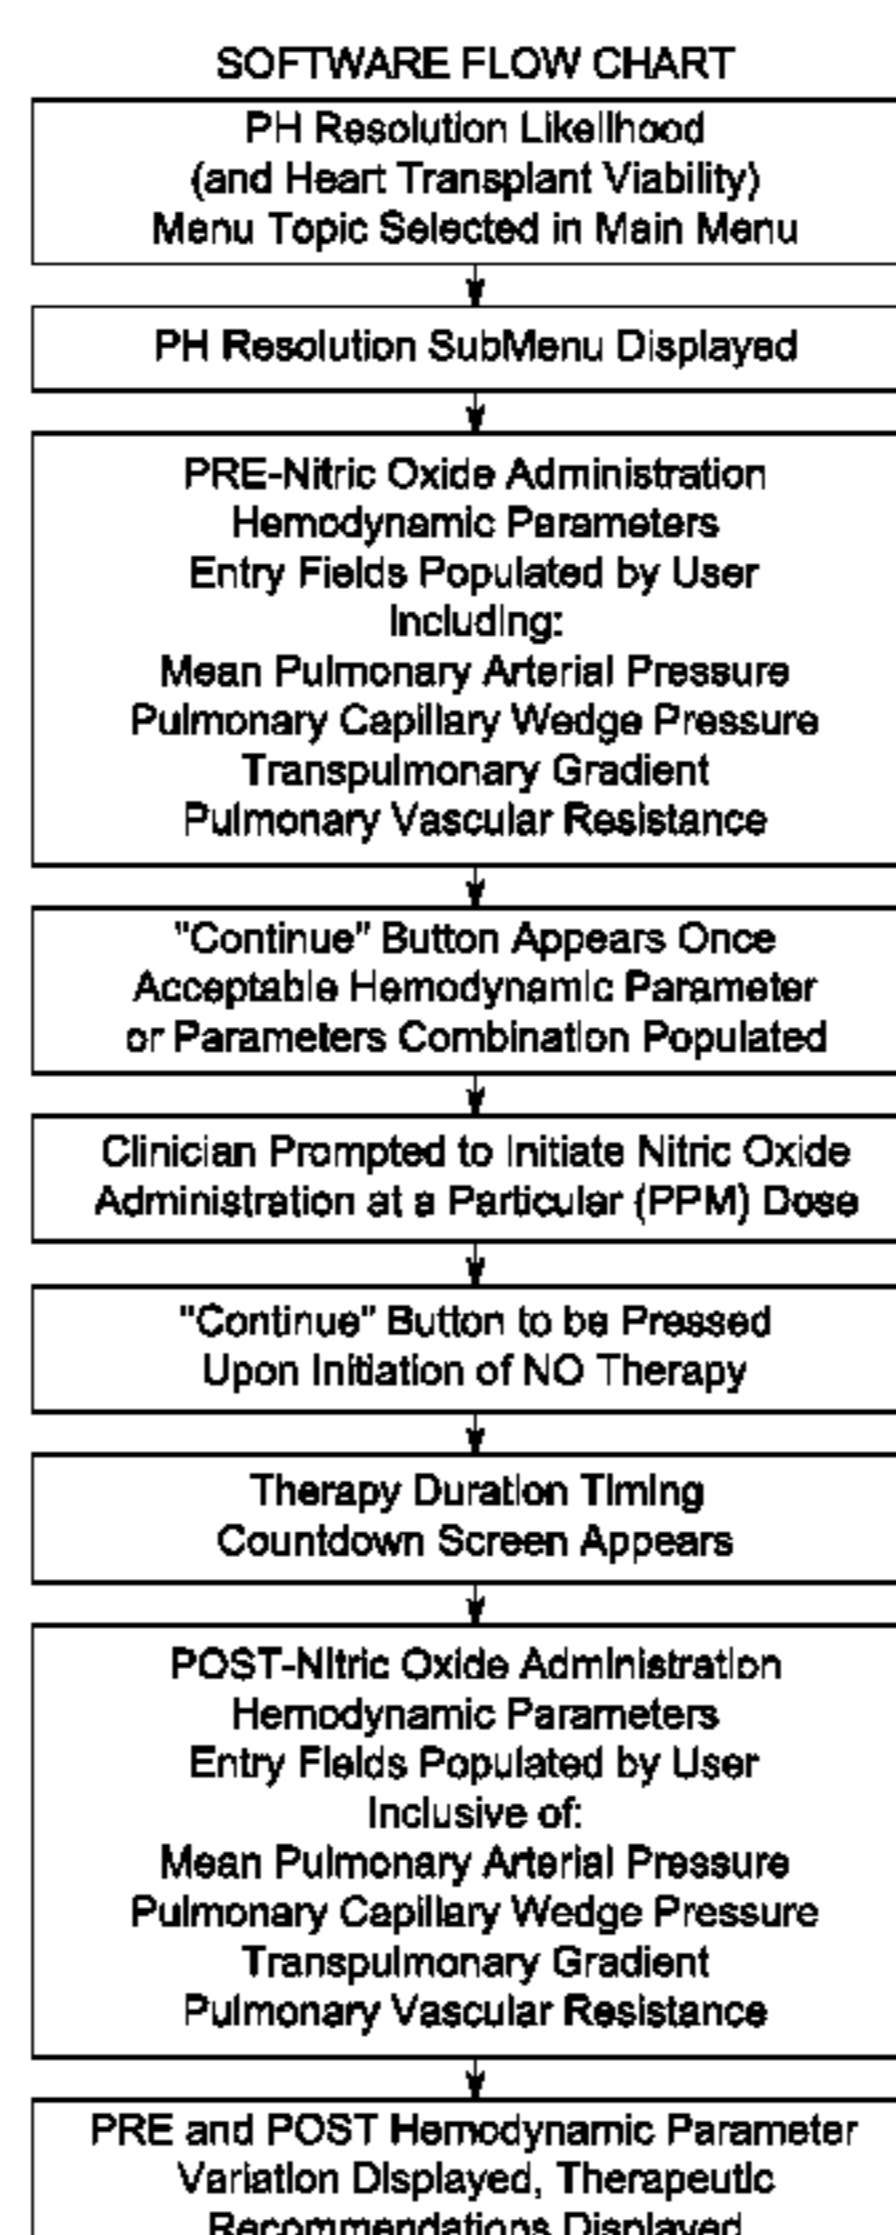 SOFTWARE FLOW CHART
PH Resolution Likelihood
(and Heart Transplant Viability)
Menu Topic Selected in Main Menu
PH Resolution SubMenu Displayed
PRE-Nitric Oxide Administration
Hemodynamic Parameters
Entry Fields Populated by User
Including:
Mean Pulmonary Arterial Pressure
Pulmonary Capillary Wedge Pressure
Transpulmonary Gradient
Pulmonary Vascular Resistance
"Continue" Button Appears Once
Acceptable Hemodynamic Parameter
or Parameters Combination Populated
Clinician Prompted to Initiate Nitric Oxide
Administration at a Particular (PPM) Dose
"Continue" Button to be Pressed
Upon Initiation of NO Therapy
Therapy Duration Timing
Countdown Screen Appears
POST-Nitric Oxide Administration
Hemodynamic Parameters
Entry Fields Populated by User
Inclusive of:
Mean Pulmonary Arterial Pressure
Pulmonary Capillary Wedge Pressure
Transpulmonary Gradient
Pulmonary Vascular Resistance
PRE and POST Hemodynamic Parameter
Variation Displayed, Therapeutic
Recommendations Displayed